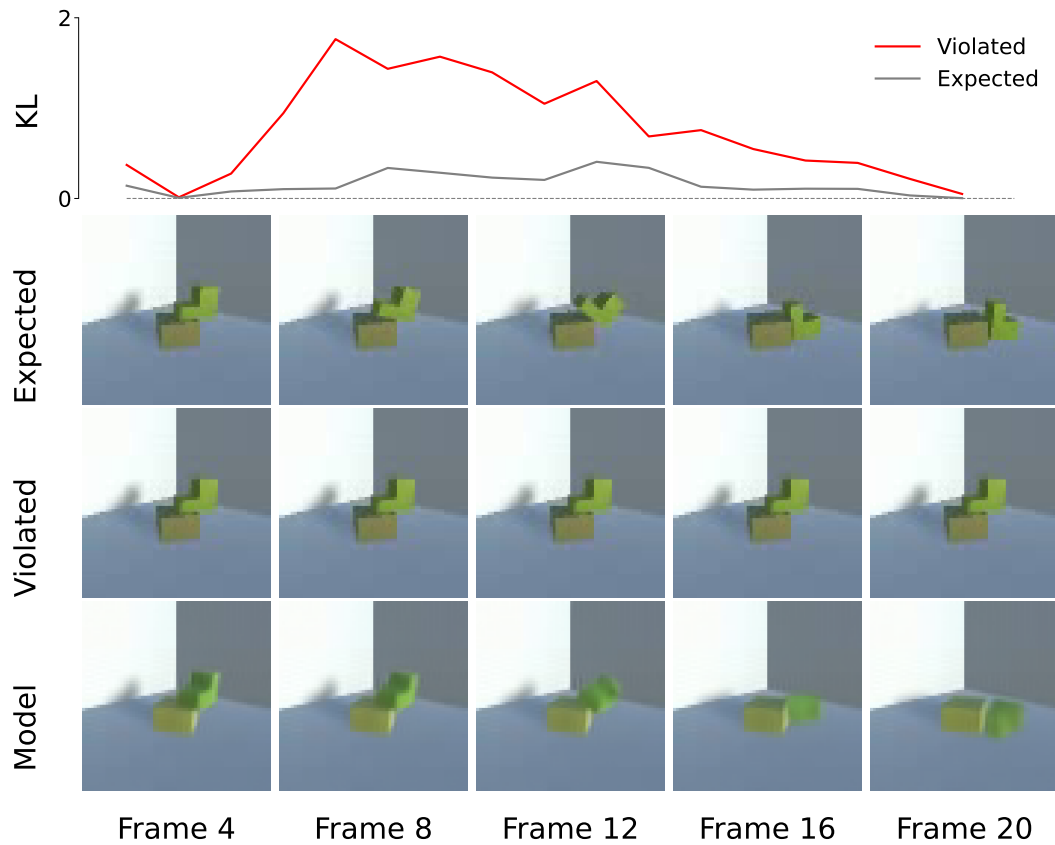 2
KL
0
Violated
Expected
Expected
Violated
Model
Frame 4
Frame 8
Frame 12
Frame 16
Frame 20